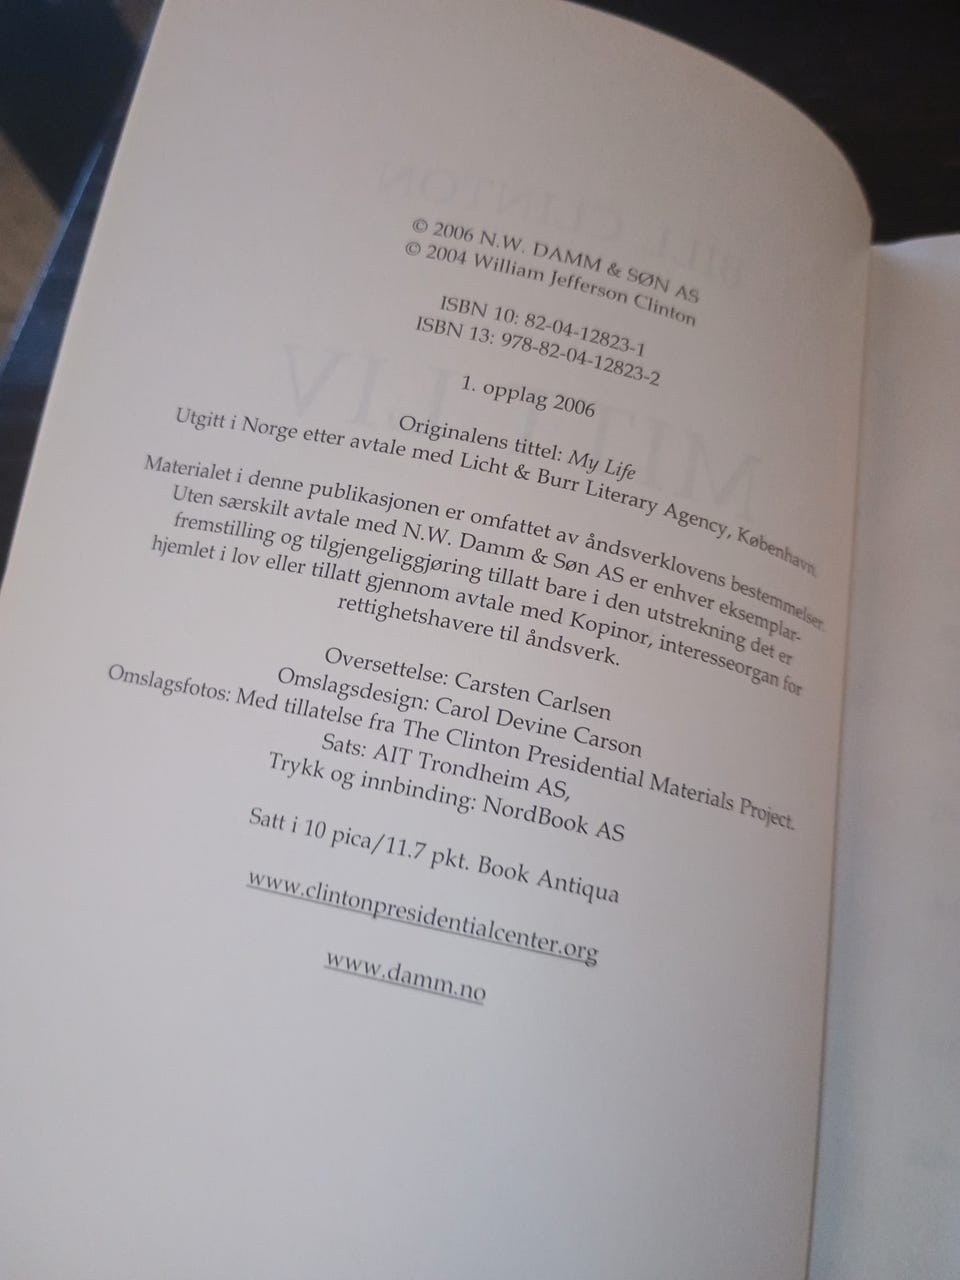 © 2006 N.W. DAMM & SØN AS
© 2004 William Jefferson Clinton
ISBN 10: 82-04-12823-1
ISBN 13: 978-82-04-12823-2
1. opplag 2006
Originalens tittel: My Life
Utgitt i Norge etter avtale med Licht & Burr Literary Agency, København.
Materialet i denne publikasjonen er omfattet av åndsverklovens bestemmelser.
Uten særskilt avtale med N.W. Damm & Søn AS er enhver eksemplar-
fremstilling og tilgjengeliggjøring tillatt bare i den utstrekning det er
hjemlet i lov eller tillatt gjennom avtale med Kopinor, interesseorgan for
rettighetshavere til åndsverk.
Oversettelse: Carsten Carlsen
Omslagsdesign: Carol Devine Carson
Omslagsfotos: Med tillatelse fra The Clinton Presidential Materials Project.
Sats: AIT Trondheim AS,
Trykk og innbinding: NordBook AS
Satt i 10 pica/11.7 pkt. Book Antiqua
www.clintonpresidentialcenter.org
www.damm.no
BILL CLINTON
MITT LIV